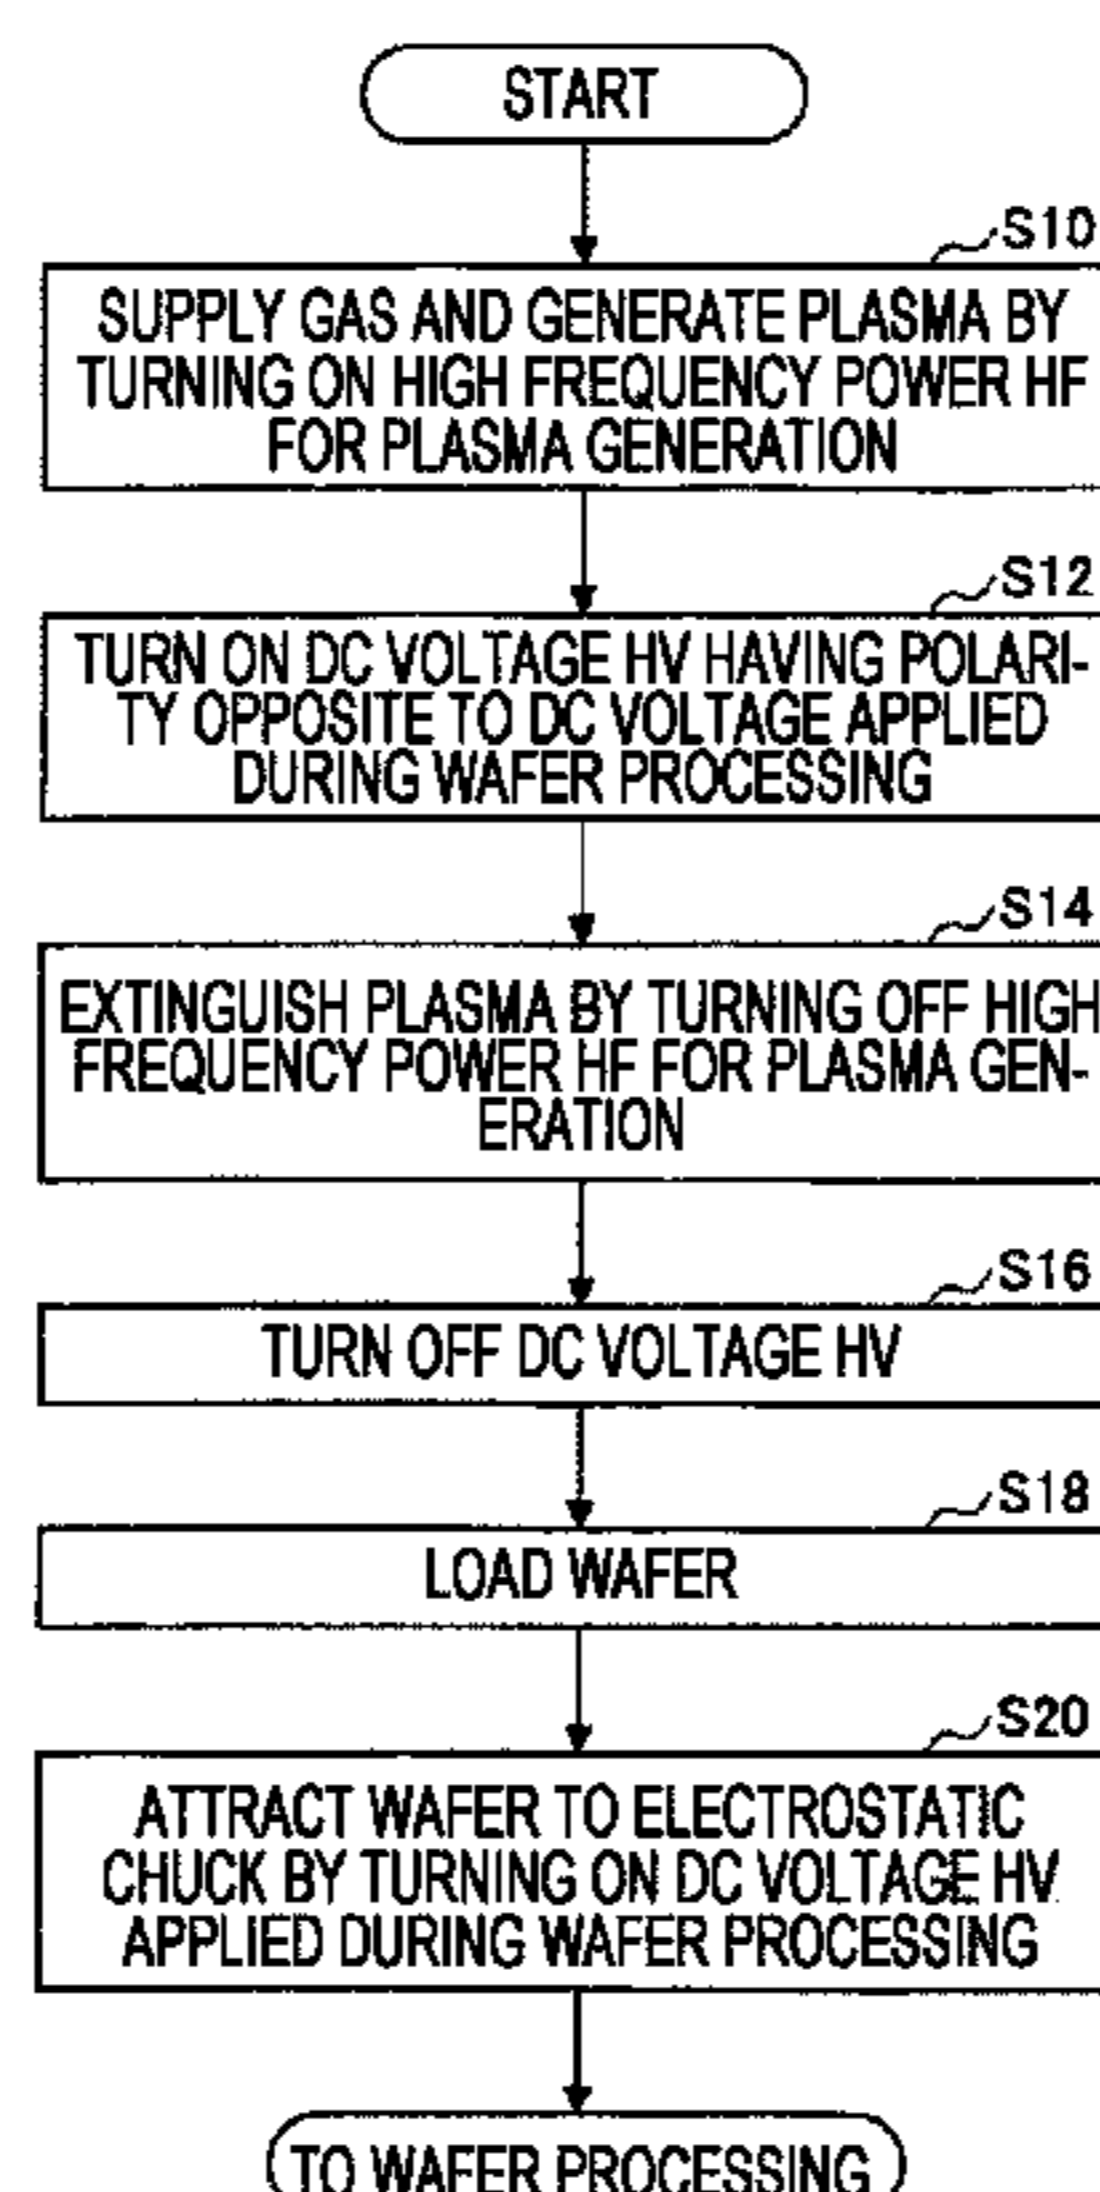 START
S10
SUPPLY GAS AND GENERATE PLASMA BY
TURNING ON HIGH FREQUENCY POWER HF
FOR PLASMA GENERATION
S12
TURN ON DC VOLTAGE HV HAVING POLARI-
TY OPPOSITE TO DC VOLTAGE APPLIED
DURING WAFER PROCESSING
S14
EXTINGUISH PLASMA BY TURNING OFF HIGH
FREQUENCY POWER HF FOR PLASMA GEN-
ERATION
S16
TURN OFF DC VOLTAGE HV
S18
LOAD WAFER
S20
ATTRACT WAFER TO ELECTROSTATIC
CHUCK BY TURNING ON DC VOLTAGE HV
APPLIED DURING WAFER PROCESSING
TO WAFER PROCESSING